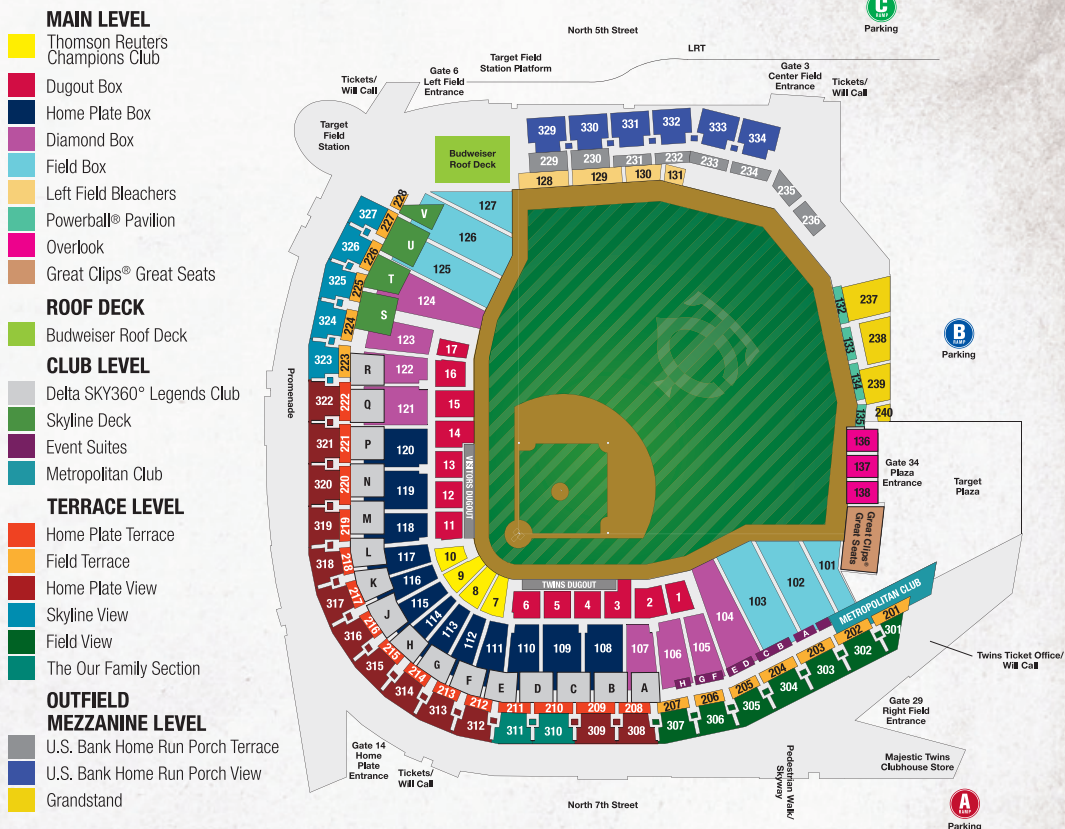 MAIN LEVEL
Thomson Reuters
Champions Club
Dugout Box
Home Plate Box
Diamond Box
Field Box
Left Field Bleachers
Powerball® Pavilion
Overlook
Great Clips® Great Seats
ROOF DECK
Budweiser Roof Deck
CLUB LEVEL
Delta SKY360° Legends Club
Skyline Deck
Event Suites
Metropolitan Club
TERRACE LEVEL
Home Plate Terrace
Field Terrace
Home Plate View
Skyline View
Field View
The Our Family Section
OUTFIELD
MEZZANINE LEVEL
U.S. Bank Home Run Porch Terrace
U.S. Bank Home Run Porch View
Grandstand
C
RAMP
Parking
North 5th Street
LRT
Target Field
Station Platform
Gate 6
Left Field
Entrance
Tickets/
Will Call
Gate 3
Center Field
Entrance
Tickets/
Will Call
Target
Field
Station
Budweiser
Roof Deck
329 330 331 332 333 334
229 230 231 232 233 234 235 236
128 129 130 131
127
126
125
124
123
122
121
V
U
T
S
228
227
226
225
224
223
327
326
325
324
323
322
321
320
319
318
317
316
315
314
313
312
311
310
309
308
307
306
305
304
303
302
301
222
221
220
219
218
217
216
215
214
213
212
211
210
209
208
207
206
205
204
203
202
201
R
Q
P
N
M
L
K
J
H
G
F
E
D
C
B
A
120
119
118
117
116
115
114
113
112
111
110
109
108
107
106
105
104
103
102
101
17
16
15
14
13
12
11
10
9
8
7
6
5
4
3
2
1
VISITORS DUGOUT
TWINS DUGOUT
H G F E D C B A
METROPOLITAN CLUB
132
133
134
135
237
238
239
240
136
137
138
Great Clips®
Great Seats
B
RAMP
Parking
Gate 34
Plaza
Entrance
Target
Plaza
Promenade
Twins Ticket Office/
Will Call
Gate 29
Right Field
Entrance
Majestic Twins
Clubhouse Store
Pedestrian Walk/
Skyway
Gate 14
Home
Plate
Entrance
Tickets/
Will Call
North 7th Street
A
RAMP
Parking